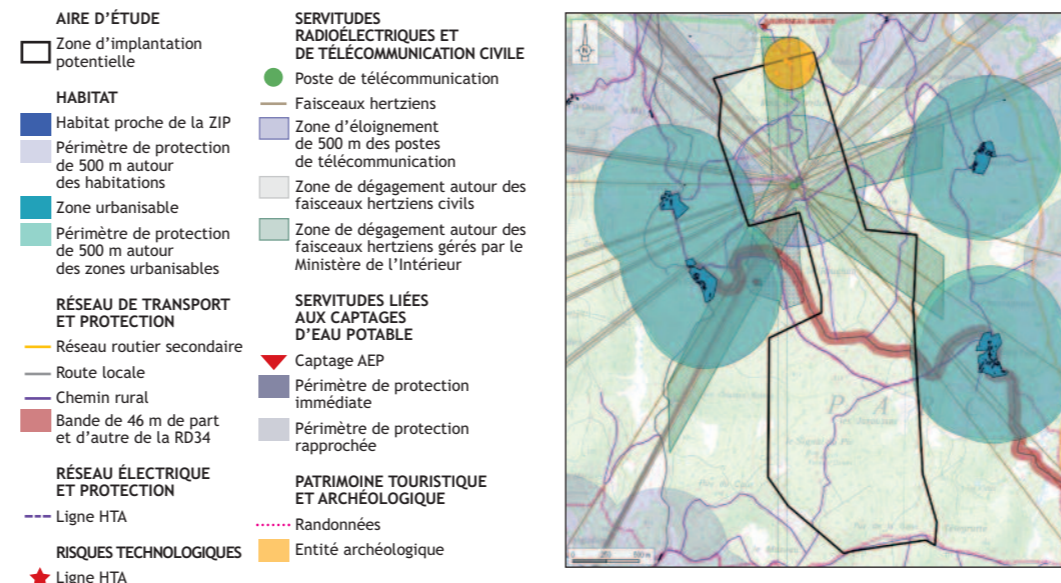 AIRE D'ÉTUDE
Zone d'implantation
potentielle
HABITAT
Habitat proche de la ZIP
Périmètre de protection
de 500 m autour
des habitations
Zone urbanisable
Périmètre de protection
de 500 m autour
des zones urbanisables
RÉSEAU DE TRANSPORT
ET PROTECTION
Réseau routier secondaire
Route locale
Chemin rural
Bande de 46 m de part
et d'autre de la RD34
RÉSEAU ÉLECTRIQUE
ET PROTECTION
Ligne HTA
RISQUES TECHNOLOGIQUES
Ligne HTA
SERVITUDES
RADIOÉLECTRIQUES ET
DE TÉLÉCOMMUNICATION CIVILE
Poste de télécommunication
Faisceaux hertziens
Zone d'éloignement
de 500 m des postes
de télécommunication
Zone de dégagement autour des
faisceaux hertziens civils
Zone de dégagement autour des
faisceaux hertziens gérés par le
Ministère de l'Intérieur
SERVITUDES LIÉES
AUX CAPTAGES
D'EAU POTABLE
Captage AEP
Périmètre de protection
immédiate
Périmètre de protection
rapprochée
PATRIMOINE TOURISTIQUE
ET ARCHÉOLOGIQUE
Randonnées
Entité archéologique
N
P A R C